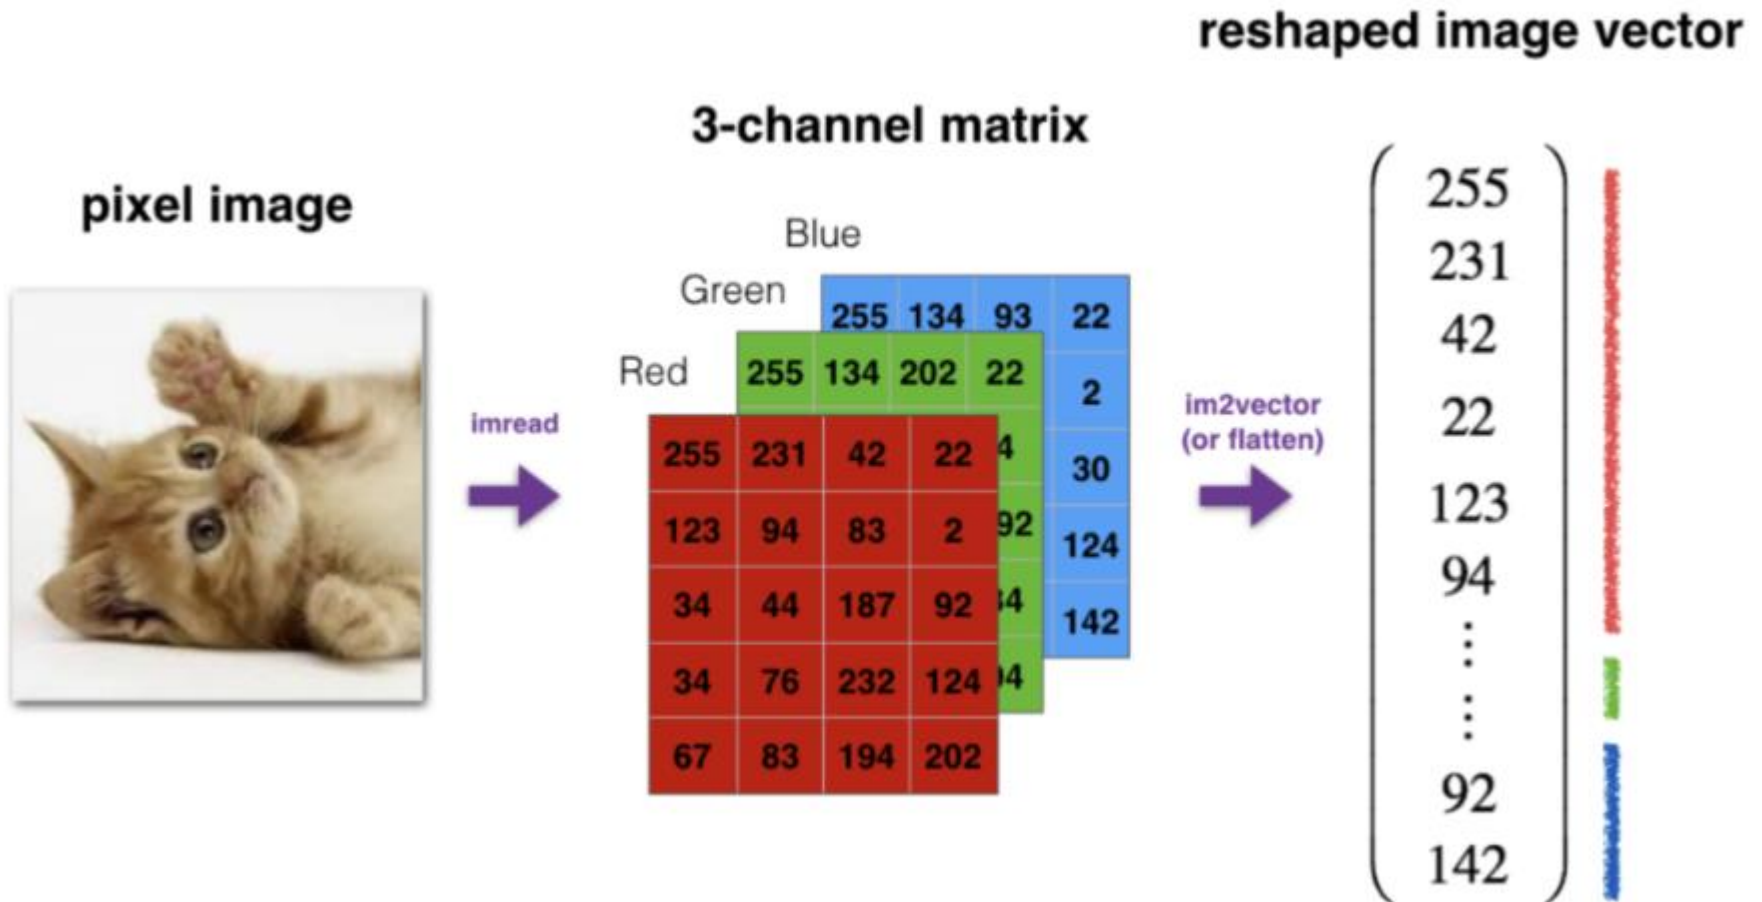 reshaped image vector
3-channel matrix
pixel image
Blue
Green
Red
imread
im2vector
(or flatten)
255 134 93 22
2
30
124
142
255 134 202 22
255 231 42 22
123 94 83 2
34 44 187 92
34 76 232 124
67 83 194 202
255
231
42
22
123
94
92
142